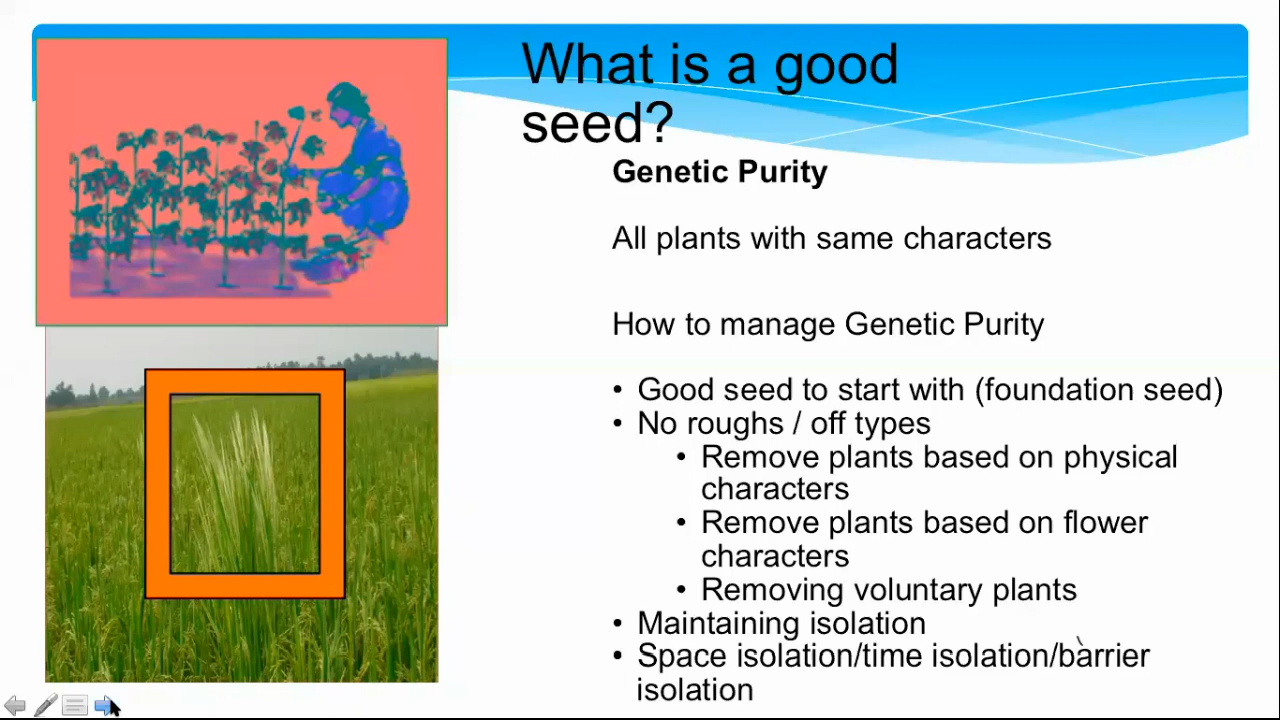 What is a good
seed?
Genetic Purity
All plants with same characters
How to manage Genetic Purity
• Good seed to start with (foundation seed)
• No roughs / off types
• Remove plants based on physical
characters
• Remove plants based on flower
characters
• Removing voluntary plants
• Maintaining isolation
• Space isolation/time isolation/barrier
isolation